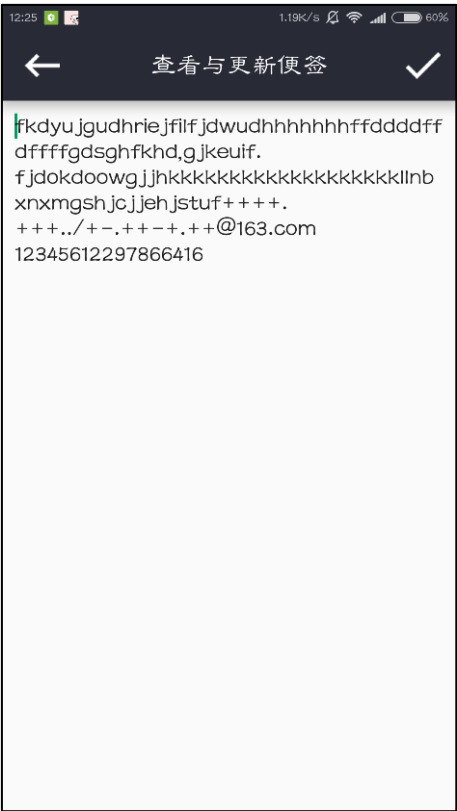 12:25 1.19K/s 60%
查看与更新便签
fkdyujgudhriejfilfjdwudhhhhhhhffddddff
dffffgdsghfkhd,gjkeuif.
fjdokdoowgjjhkkkkkkkkkkkkkkkkkkkllnb
xnxmgshjcjjehjstuf++++.
+++../+-.++-+.++@163.com
12345612297866416